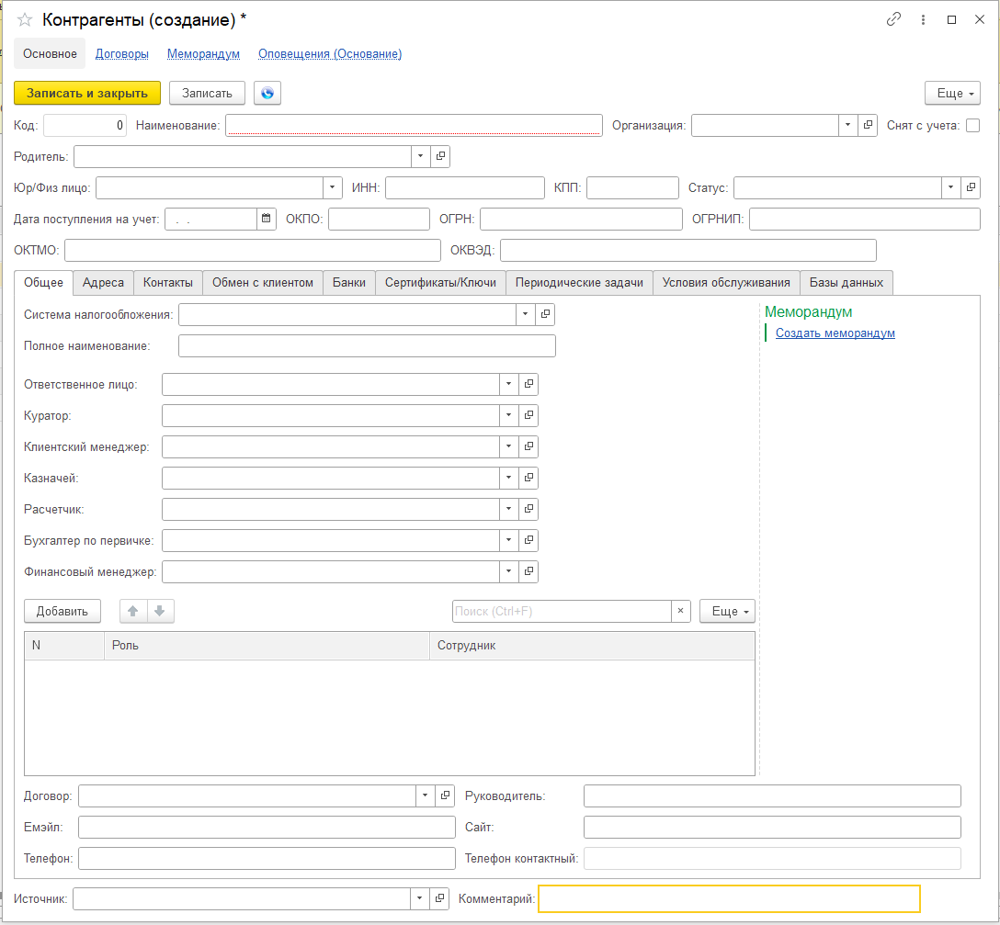 Контрагенты (создание) *
Основное Договоры Меморандум Оповещения (Основание)
Записать и закрыть Записать Еще
Код: 0 Наименование: Организация: Снят с учета:
Родитель:
Юр/Физ лицо: ИНН: КПП: Статус:
Дата поступления на учет: . . ОКПО: ОГРН: ОГРНИП:
ОКТМО: ОКВЭД:
Общее Адреса Контакты Обмен с клиентом Банки Сертификаты/Ключи Периодические задачи Условия обслуживания Базы данных
Система налогообложения: Меморандум
Создать меморандум
Полное наименование:
Ответственное лицо:
Куратор:
Клиентский менеджер:
Казначей:
Расчетчик:
Бухгалтер по первичке:
Финансовый менеджер:
Добавить Поиск (Ctrl+F) × Еще
N Роль Сотрудник
Договор: Руководитель:
Емэйл: Сайт:
Телефон: Телефон контактный:
Источник: Комментарий: